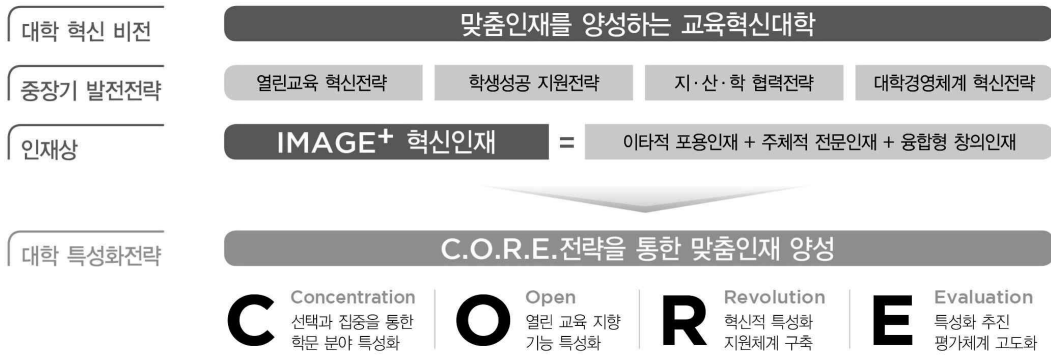 대학 혁신 비전
맞춤인재를 양성하는 교육혁신대학
중장기 발전전략
열린교육 혁신전략
학생성공 지원전략
지·산·학 협력전략
대학경영체계 혁신전략
인재상
IMAGE+ 혁신인재
=
이타적 포용인재 + 주체적 전문인재 + 융합형 창의인재
대학 특성화전략
C.O.R.E.전략을 통한 맞춤인재 양성
C
Concentration
선택과 집중을 통한
학문 분야 특성화
O
Open
열린 교육 지향
기능 특성화
R
Revolution
혁신적 특성화
지원체계 구축
E
Evaluation
특성화 추진
평가체계 고도화